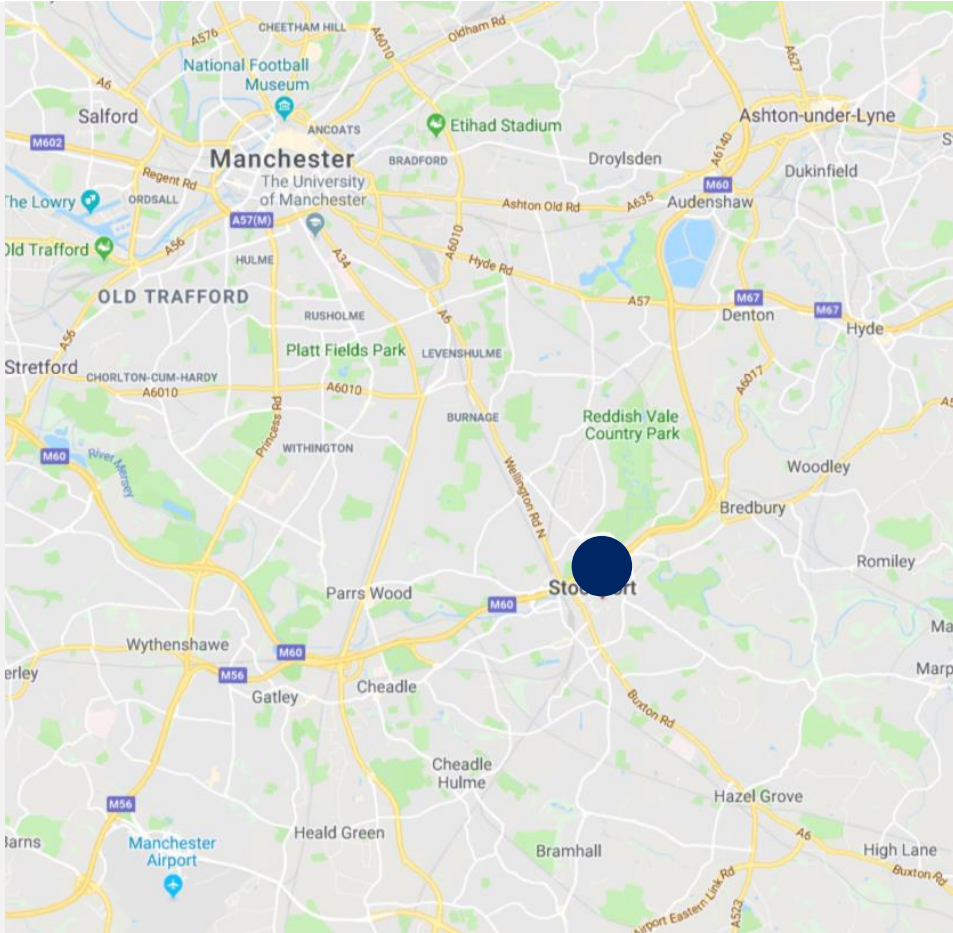 CHEETHAM HILL
A576
A6010
Oldham Rd
A627
National Football
Museum
A6
Salford
ANCOATS
Etihad Stadium
Ashton-under-Lyne
M602
Manchester
BRADFORD
Droylsden
A6140
Dukinfield
Regent Rd
The University
of Manchester
M60
The Lowry
ORDSALL
Ashton Old Rd
A635
Audenshaw
A57(M)
Old Trafford
A56
HULME
A34
A6010
Hyde Rd
OLD TRAFFORD
A57
M67
M67
RUSHOLME
A6
Denton
Hyde
A56
Platt Fields Park
LEVENSHULME
Stretford
CHORLTON-CUM-HARDY
A6010
A6010
A6017
Princess Rd
BURNAGE
Reddish Vale
Country Park
WITHINGTON
M60
River Mersey
Wellington Rd N
Woodley
Bredbury
Romiley
Parrs Wood
M60
Wythenshawe
M60
M56
Gatley
Cheadle
Buxton Rd
Cheadle
Hulme
Hazel Grove
M56
Heald Green
A6
Manchester
Airport
Bramhall
High Lane
Buxton Rd
Airport Eastern Link Rd
A523